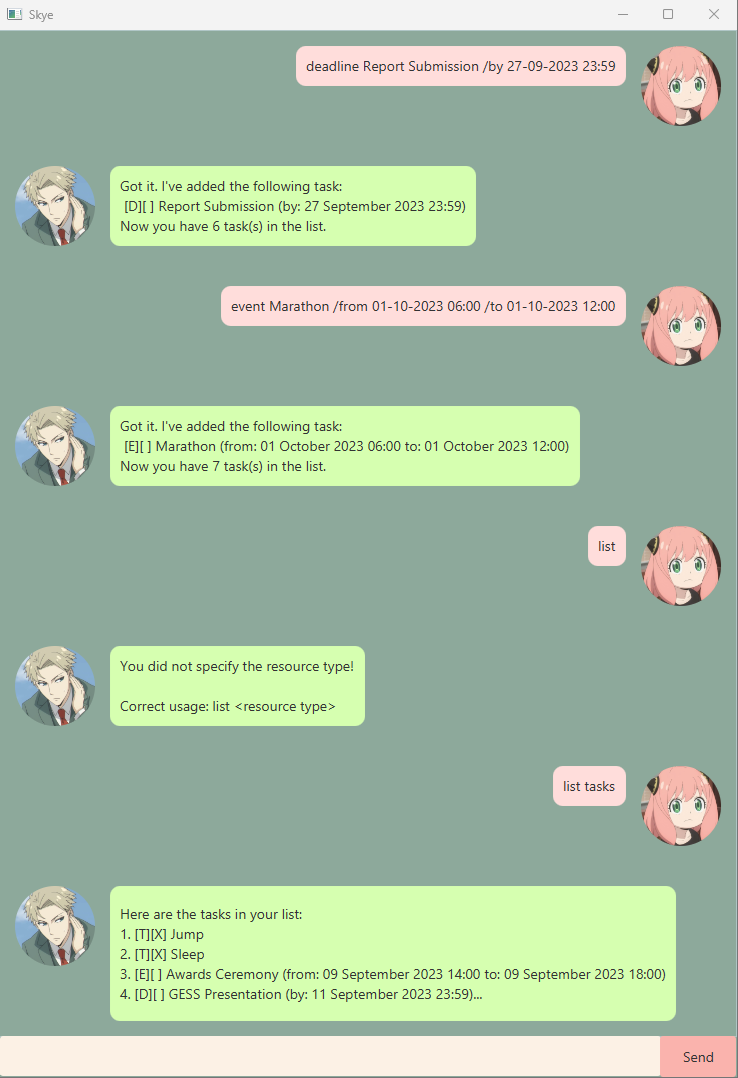 Skye
deadline Report Submission /by 27-09-2023 23:59
Got it. I've added the following task:
[D][ ] Report Submission (by: 27 September 2023 23:59)
Now you have 6 task(s) in the list.
event Marathon /from 01-10-2023 06:00 /to 01-10-2023 12:00
Got it. I've added the following task:
[E][ ] Marathon (from: 01 October 2023 06:00 to: 01 October 2023 12:00)
Now you have 7 task(s) in the list.
list
You did not specify the resource type!
Correct usage: list <resource type>
list tasks
Here are the tasks in your list:
1. [T][X] Jump
2. [T][X] Sleep
3. [E][ ] Awards Ceremony (from: 09 September 2023 14:00 to: 09 September 2023 18:00)
4. [D][ ] GESS Presentation (by: 11 September 2023 23:59)...
Send